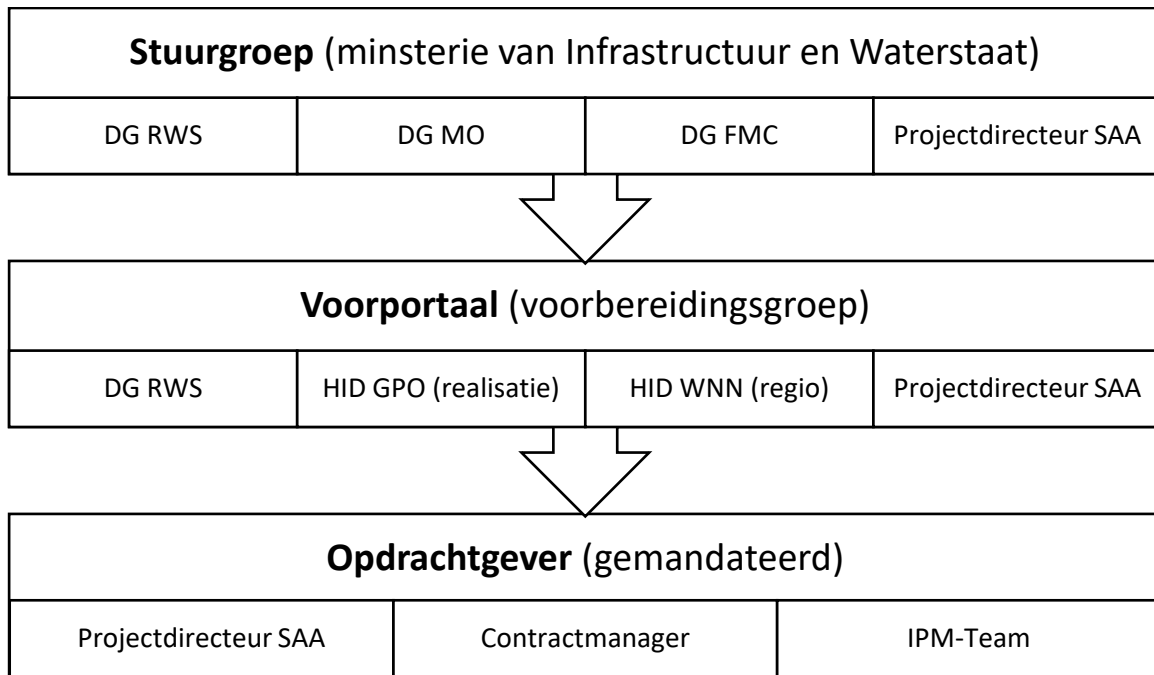 Stuurgroep (minsterie van Infrastructuur en Waterstaat)
DG RWS
DG MO
DG FMC
Projectdirecteur SAA
Voorportaal (voorbereidingsgroep)
DG RWS
HID GPO (realisatie)
HID WNN (regio)
Projectdirecteur SAA
Opdrachtgever (gemandateerd)
Projectdirecteur SAA
Contractmanager
IPM-Team